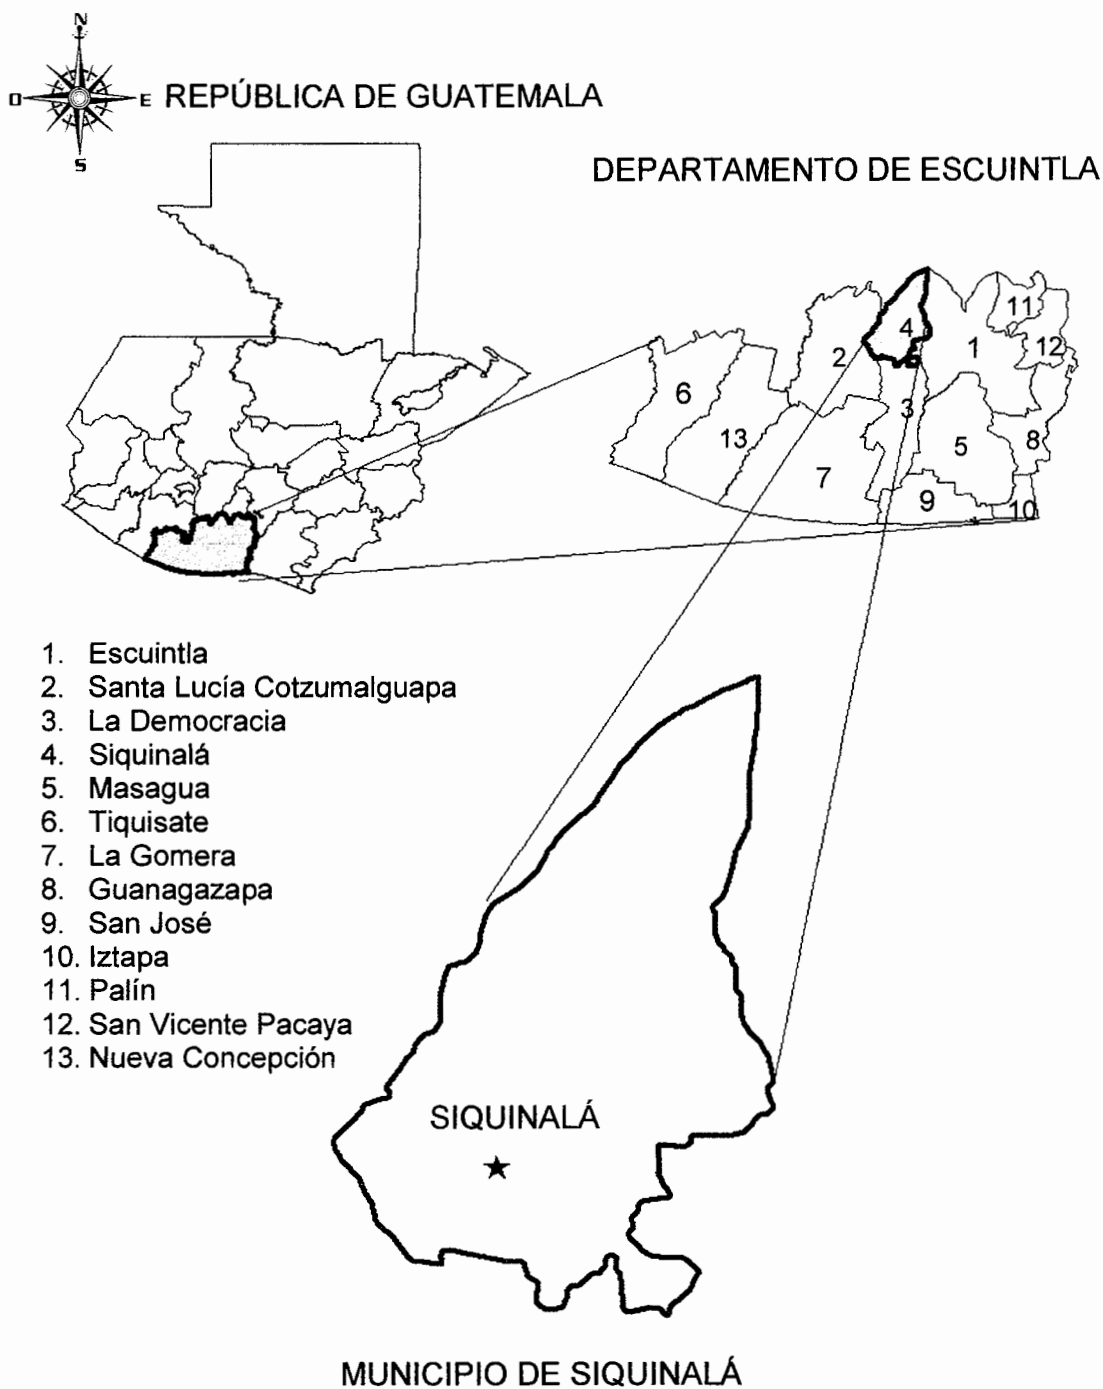 N
O
E
S
REPÚBLICA DE GUATEMALA
DEPARTAMENTO DE ESCUINTLA
11
4
12
2
1
6
3
13
5
8
7
9
10
1. Escuintla
2. Santa Lucía Cotzumalguapa
3. La Democracia
4. Siquinalá
5. Masagua
6. Tiquisate
7. La Gomera
8. Guanagazapa
9. San José
10. Iztapa
11. Palín
12. San Vicente Pacaya
13. Nueva Concepción
SIQUINALÁ
MUNICIPIO DE SIQUINALÁ